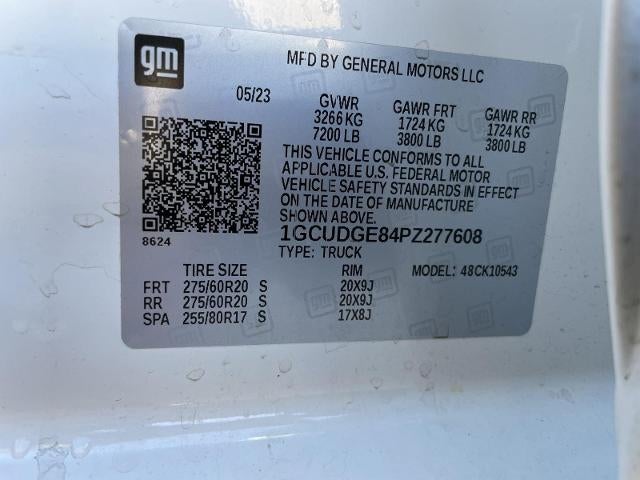 gm
MFD BY GENERAL MOTORS LLC
05/23 GVWR GAWR FRT GAWR RR
3266 KG 1724 KG 1724 KG
7200 LB 3800 LB 3800 LB
THIS VEHICLE CONFORMS TO ALL
APPLICABLE U.S. FEDERAL MOTOR
VEHICLE SAFETY STANDARDS IN EFFECT
ON THE DATE OF MANUFACTURE
SHOWN ABOVE.
8624
1GCUDGE84PZ277608
TYPE: TRUCK MODEL: 48CK10543
TIRE SIZE RIM
FRT 275/60R20 S 20X9J
RR 275/60R20 S 20X9J
SPA 255/80R17 S 17X8J